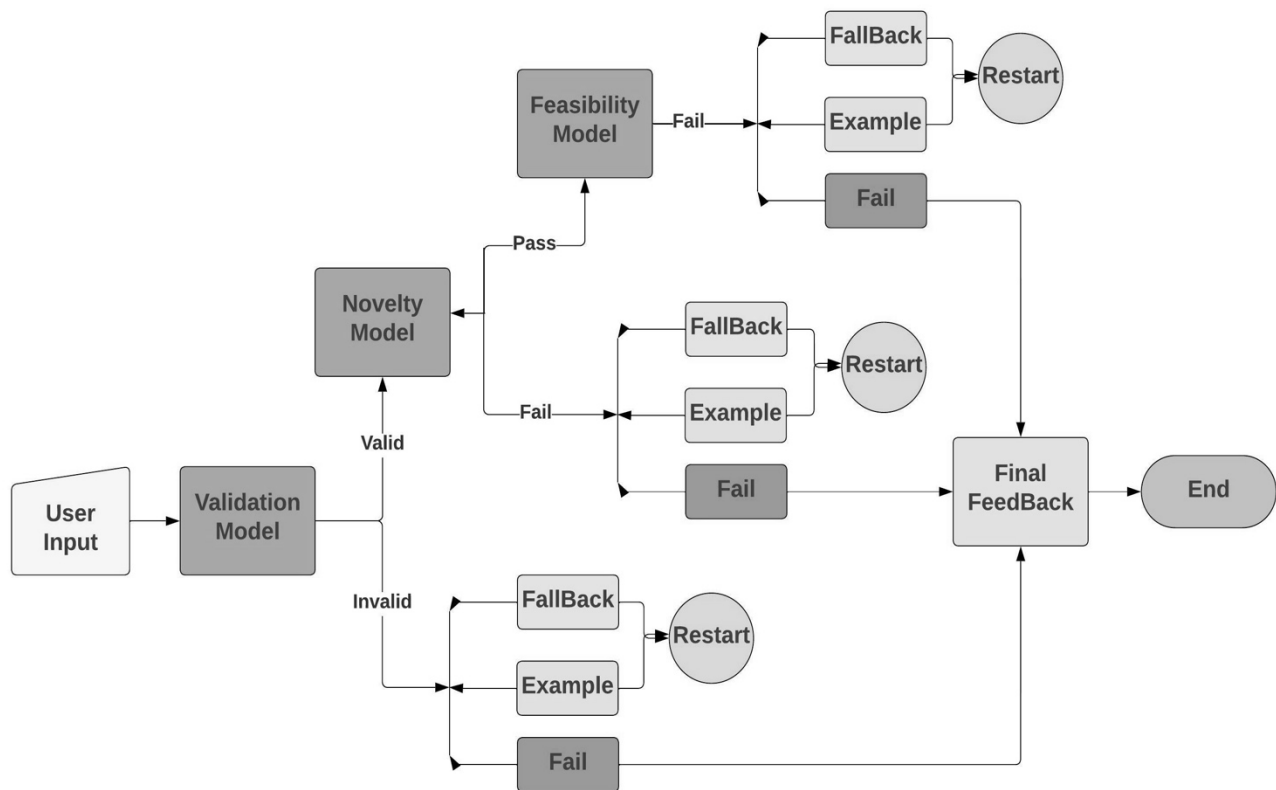 FallBack
Restart
Feasibility
Model
Fail
Example
Fail
Pass
Novelty
Model
FallBack
Restart
Fail
Example
Valid
Fail
Final
FeedBack
End
User
Input
Validation
Model
Invalid
FallBack
Restart
Example
Fail